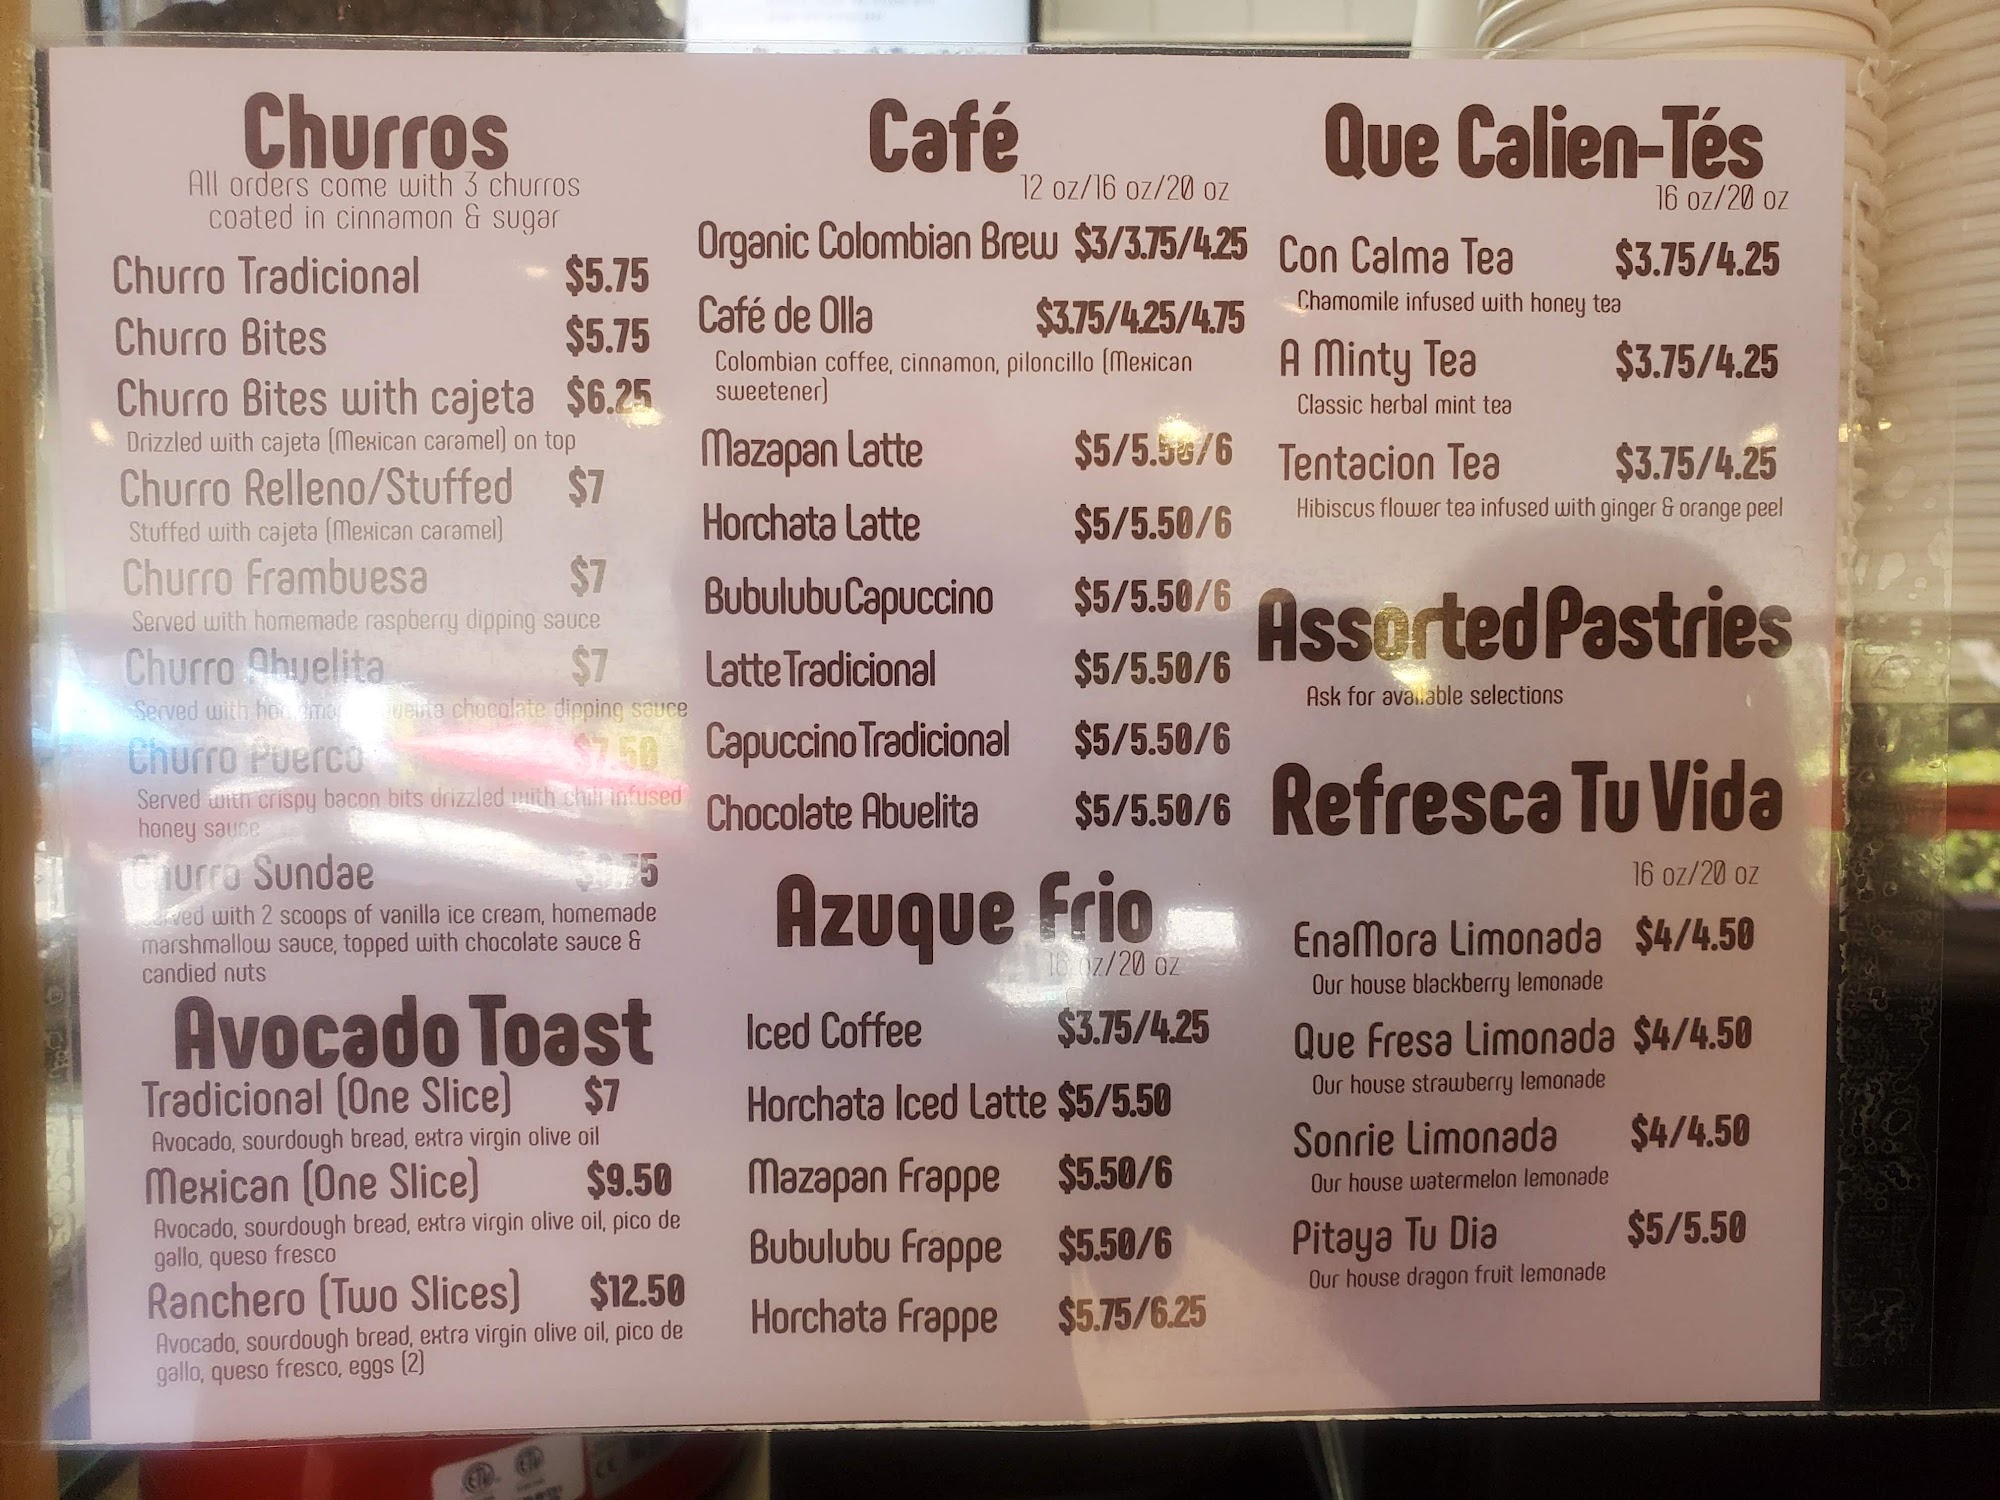 Churros
All orders come with 3 churros
coated in cinnamon & sugar
Churro Tradicional $5.75
Churro Bites $5.75
Churro Bites with cajeta $6.25
Drizzled with cajeta (Mexican caramel) on top
Churro Relleno/Stuffed $7
Stuffed with cajeta (Mexican caramel)
Churro Frambuesa $7
Served with homemade raspberry dipping sauce
Churro Abuelita $7
Served with homemade abuelita chocolate dipping sauce
Churro Puerco $7.50
Served with crispy bacon bits drizzled with chili infused
honey sauce
Churro Sundae
Served with 2 scoops of vanilla ice cream, homemade
marshmallow sauce, topped with chocolate sauce &
candied nuts
Avocado Toast
Tradicional (One Slice) $7
Avocado, sourdough bread, extra virgin olive oil
Mexican (One Slice) $9.50
Avocado, sourdough bread, extra virgin olive oil, pico de
gallo, queso fresco
Ranchero (Two Slices) $12.50
Avocado, sourdough bread, extra virgin olive oil, pico de
gallo, queso fresco, eggs (2)
Café
12 oz/16 oz/20 oz
Organic Colombian Brew $3/3.75/4.25
Café de Olla $3.75/4.25/4.75
Colombian coffee, cinnamon, piloncillo (Mexican
sweetener)
Mazapan Latte $5/5.50/6
Horchata Latte $5/5.50/6
Bubulubu Capuccino $5/5.50/6
Latte Tradicional $5/5.50/6
Capuccino Tradicional $5/5.50/6
Chocolate Abuelita $5/5.50/6
Azuque Frio
16 oz/20 oz
Iced Coffee $3.75/4.25
Horchata Iced Latte $5/5.50
Mazapan Frappe $5.50/6
Bubulubu Frappe $5.50/6
Horchata Frappe $5.75/6.25
Que Calien-Tés
16 oz/20 oz
Con Calma Tea $3.75/4.25
Chamomile infused with honey tea
A Minty Tea $3.75/4.25
Classic herbal mint tea
Tentacion Tea $3.75/4.25
Hibiscus flower tea infused with ginger & orange peel
Assorted Pastries
Ask for available selections
Refresca Tu Vida
16 oz/20 oz
EnaMora Limonada $4/4.50
Our house blackberry lemonade
Que Fresa Limonada $4/4.50
Our house strawberry lemonade
Sonrie Limonada $4/4.50
Our house watermelon lemonade
Pitaya Tu Dia $5/5.50
Our house dragon fruit lemonade